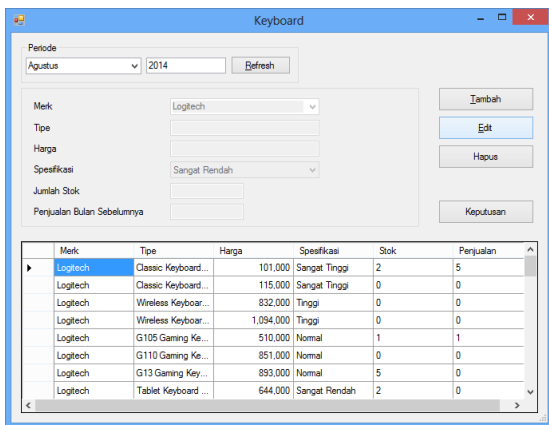 Keyboard
Periode
Agustus 2014 Refresh
Merk Logitech
Tipe
Harga
Spesifikasi Sangat Rendah
Jumlah Stok
Penjualan Bulan Sebelumnya
Tambah
Edit
Hapus
Keputusan
Merk Tipe Harga Spesifikasi Stok Penjualan
Logitech Classic Keyboard... 101,000 Sangat Tinggi 2 5
Logitech Classic Keyboard... 115,000 Sangat Tinggi 0 0
Logitech Wireless Keyboar... 832,000 Tinggi 0 0
Logitech Wireless Keyboar... 1,094,000 Tinggi 0 0
Logitech G105 Gaming Ke... 510,000 Normal 1 1
Logitech G110 Gaming Ke... 851,000 Normal 0 0
Logitech G13 Gaming Key... 893,000 Normal 5 0
Logitech Tablet Keyboard ... 644,000 Sangat Rendah 2 0